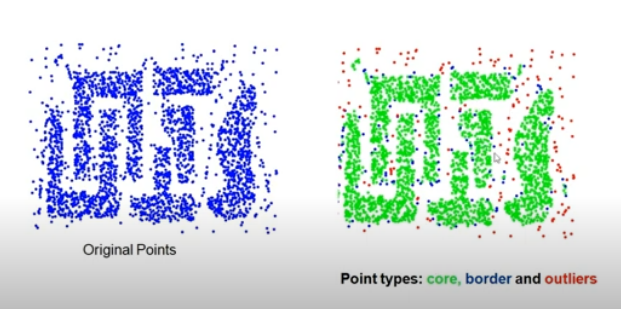 Original Points
Point types: core, border and outliers